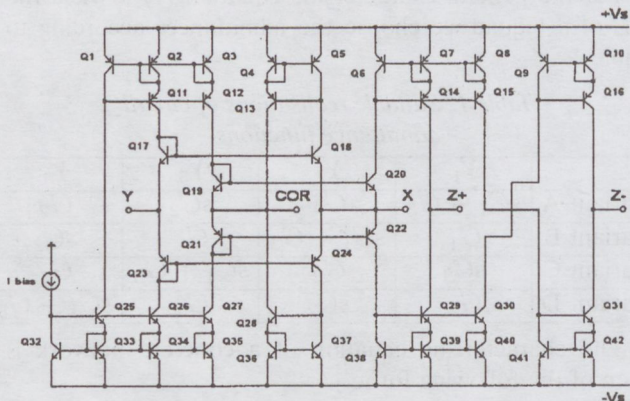 +Vs
Q1 Q2 Q3 Q4 Q5 Q6 Q7 Q8 Q9 Q10
Q11 Q12 Q13 Q14 Q15 Q16
Q17 Q18
Q19 Q20
Y COR X Z+ Z-
Q21 Q22
Q23 Q24
I bias
Q25 Q26 Q27 Q28 Q29 Q30 Q31
Q32 Q33 Q34 Q35 Q36 Q37 Q38 Q39 Q40 Q41 Q42
-Vs